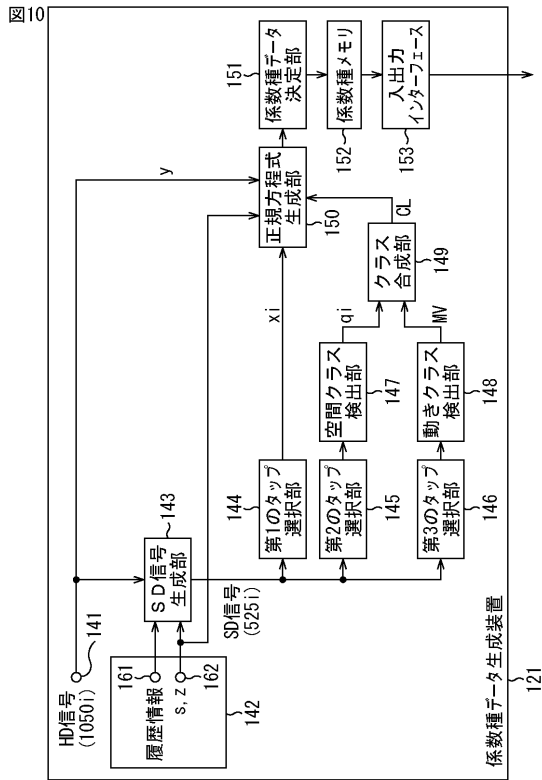 図10
HD信号
(1050i)
141
161
履歴情報
s,z
162
142
143
SD信号
生成部
SD信号
(525i)
144
第1のタップ
選択部
145
第2のタップ
選択部
146
第3のタップ
選択部
147
空間クラス
検出部
148
動きクラス
検出部
xi
qi
MV
149
クラス
合成部
CL
y
150
正規方程式
生成部
151
係数種データ
決定部
152
係数種メモリ
153
入出力
インターフェース
係数種データ生成装置
121